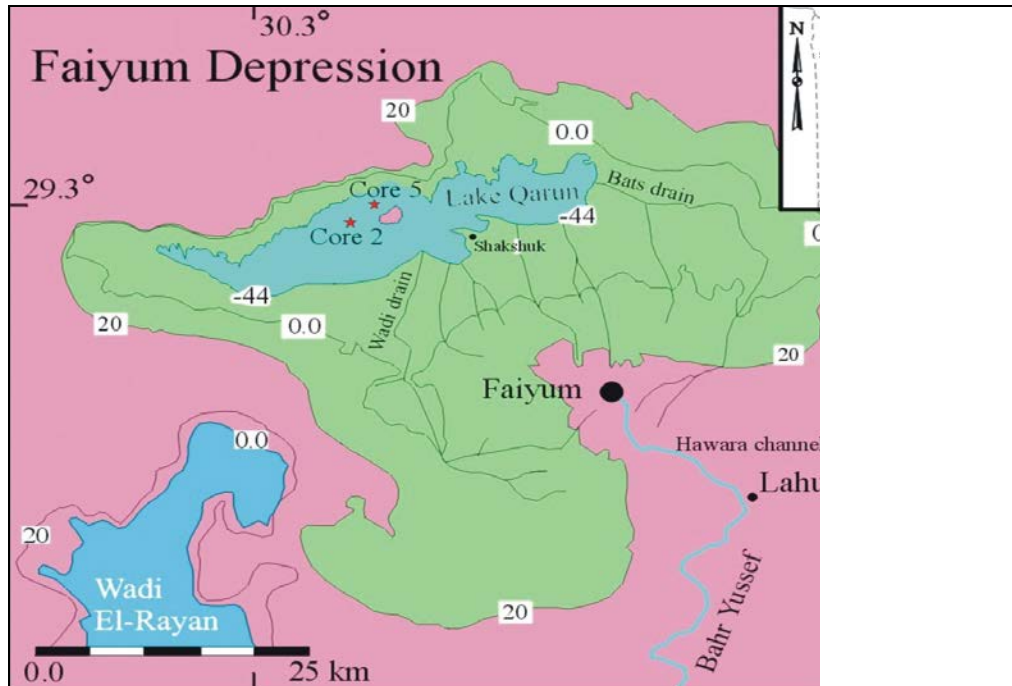 30.3°
N
Faiyum Depression
20
0.0
29.3°
Core 5
Lake Qarun
Bats drain
Core 2
-44
Shakshuk
-44
Wadi drain
20
0.0
20
Faiyum
0.0
Hawara channel
Lahu
20
Wadi
El-Rayan
20
Bahr Yussef
0.0
25 km